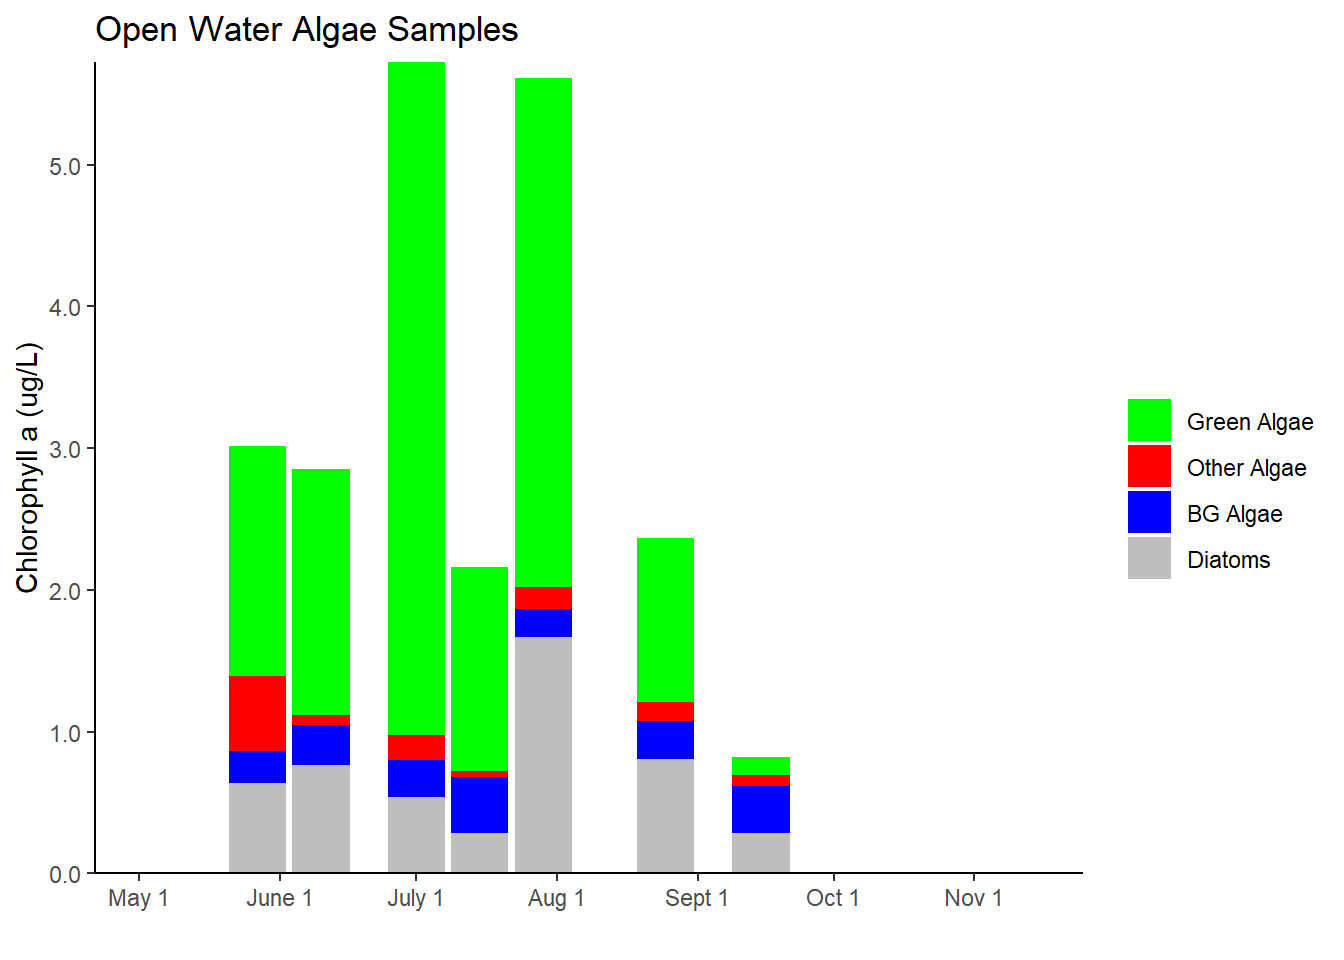 Open Water Algae Samples
Chlorophyll a (ug/L)
5.0
4.0
3.0
2.0
1.0
0.0
May 1 June 1 July 1 Aug 1 Sept 1 Oct 1 Nov 1
Green Algae
Other Algae
BG Algae
Diatoms